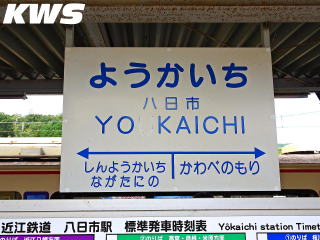 KWS
ようかいち
八日市
YO KAICHI
しんようかいち
ながたにの
かわべのもり
近江鉄道 八日市駅 標準発車時刻表 Yōkaichi station Timet